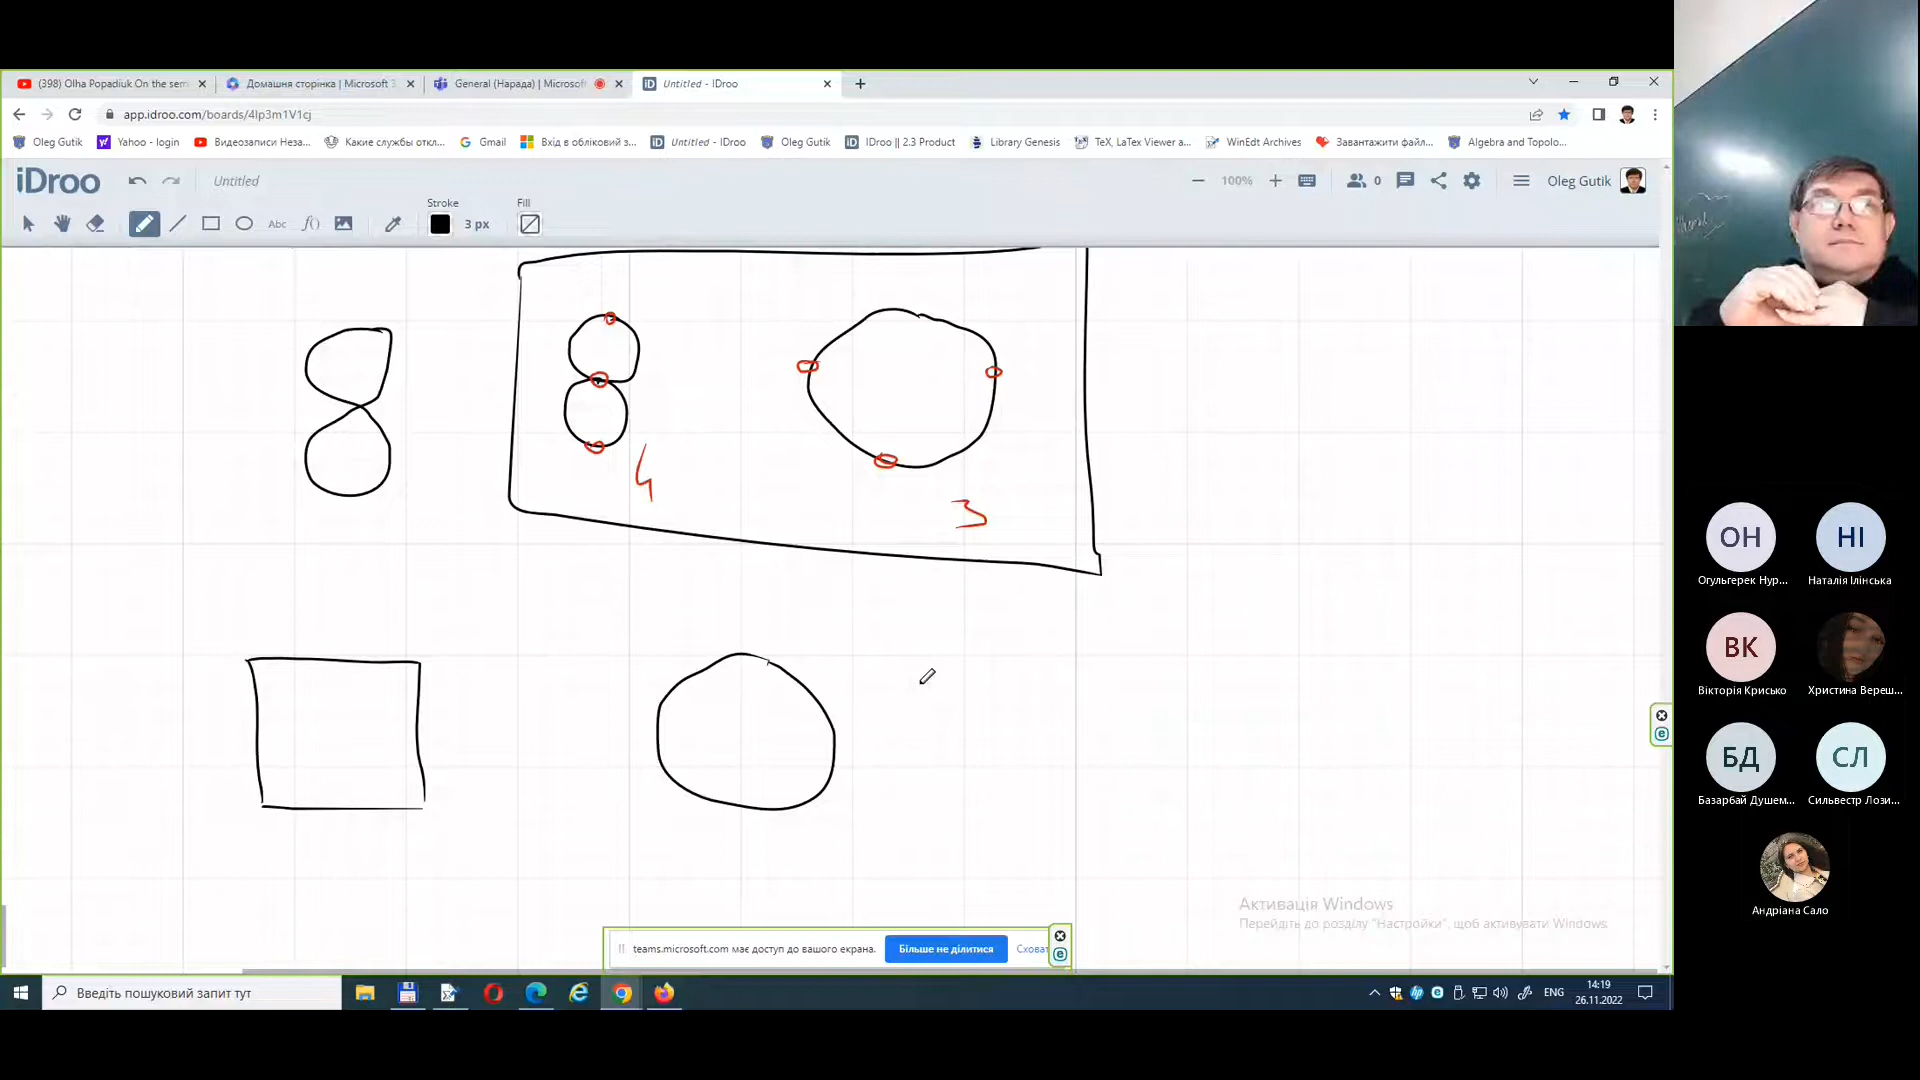 (398) Olha Popadiuk On the sem
Домашня сторінка | Microsoft 3
General (Нарада) | Microsoft
Untitled - IDroo
app.idroo.com/boards/4lp3m1V1cj
Oleg Gutik
Yahoo - login
Видеозаписи Неза...
Какие службы откл...
Gmail
Вхід в обліковий з...
Untitled - IDroo
Oleg Gutik
IDroo || 2.3 Product
Library Genesis
TeX, LaTex Viewer a...
WinEdt Archives
Завантажити файл...
Algebra and Topolo...
iDroo
Untitled
100%
0
Oleg Gutik
Abc
f()
Stroke
3 px
Fill
4
3
Активація Windows
Перейдіть до розділу "Настройки", щоб активувати Windows.
teams.microsoft.com має доступ до вашого екрана.
Більше не ділитися
Сховат
Введіть пошуковий запит тут
ENG
14:19
26.11.2022
ОН
Огульгерек Нур...
НІ
Наталія Ілінська
ВК
Вікторія Крисько
Христина Вереш...
БД
Базарбай Душем...
СЛ
Сильвестр Лози...
Андріана Сало